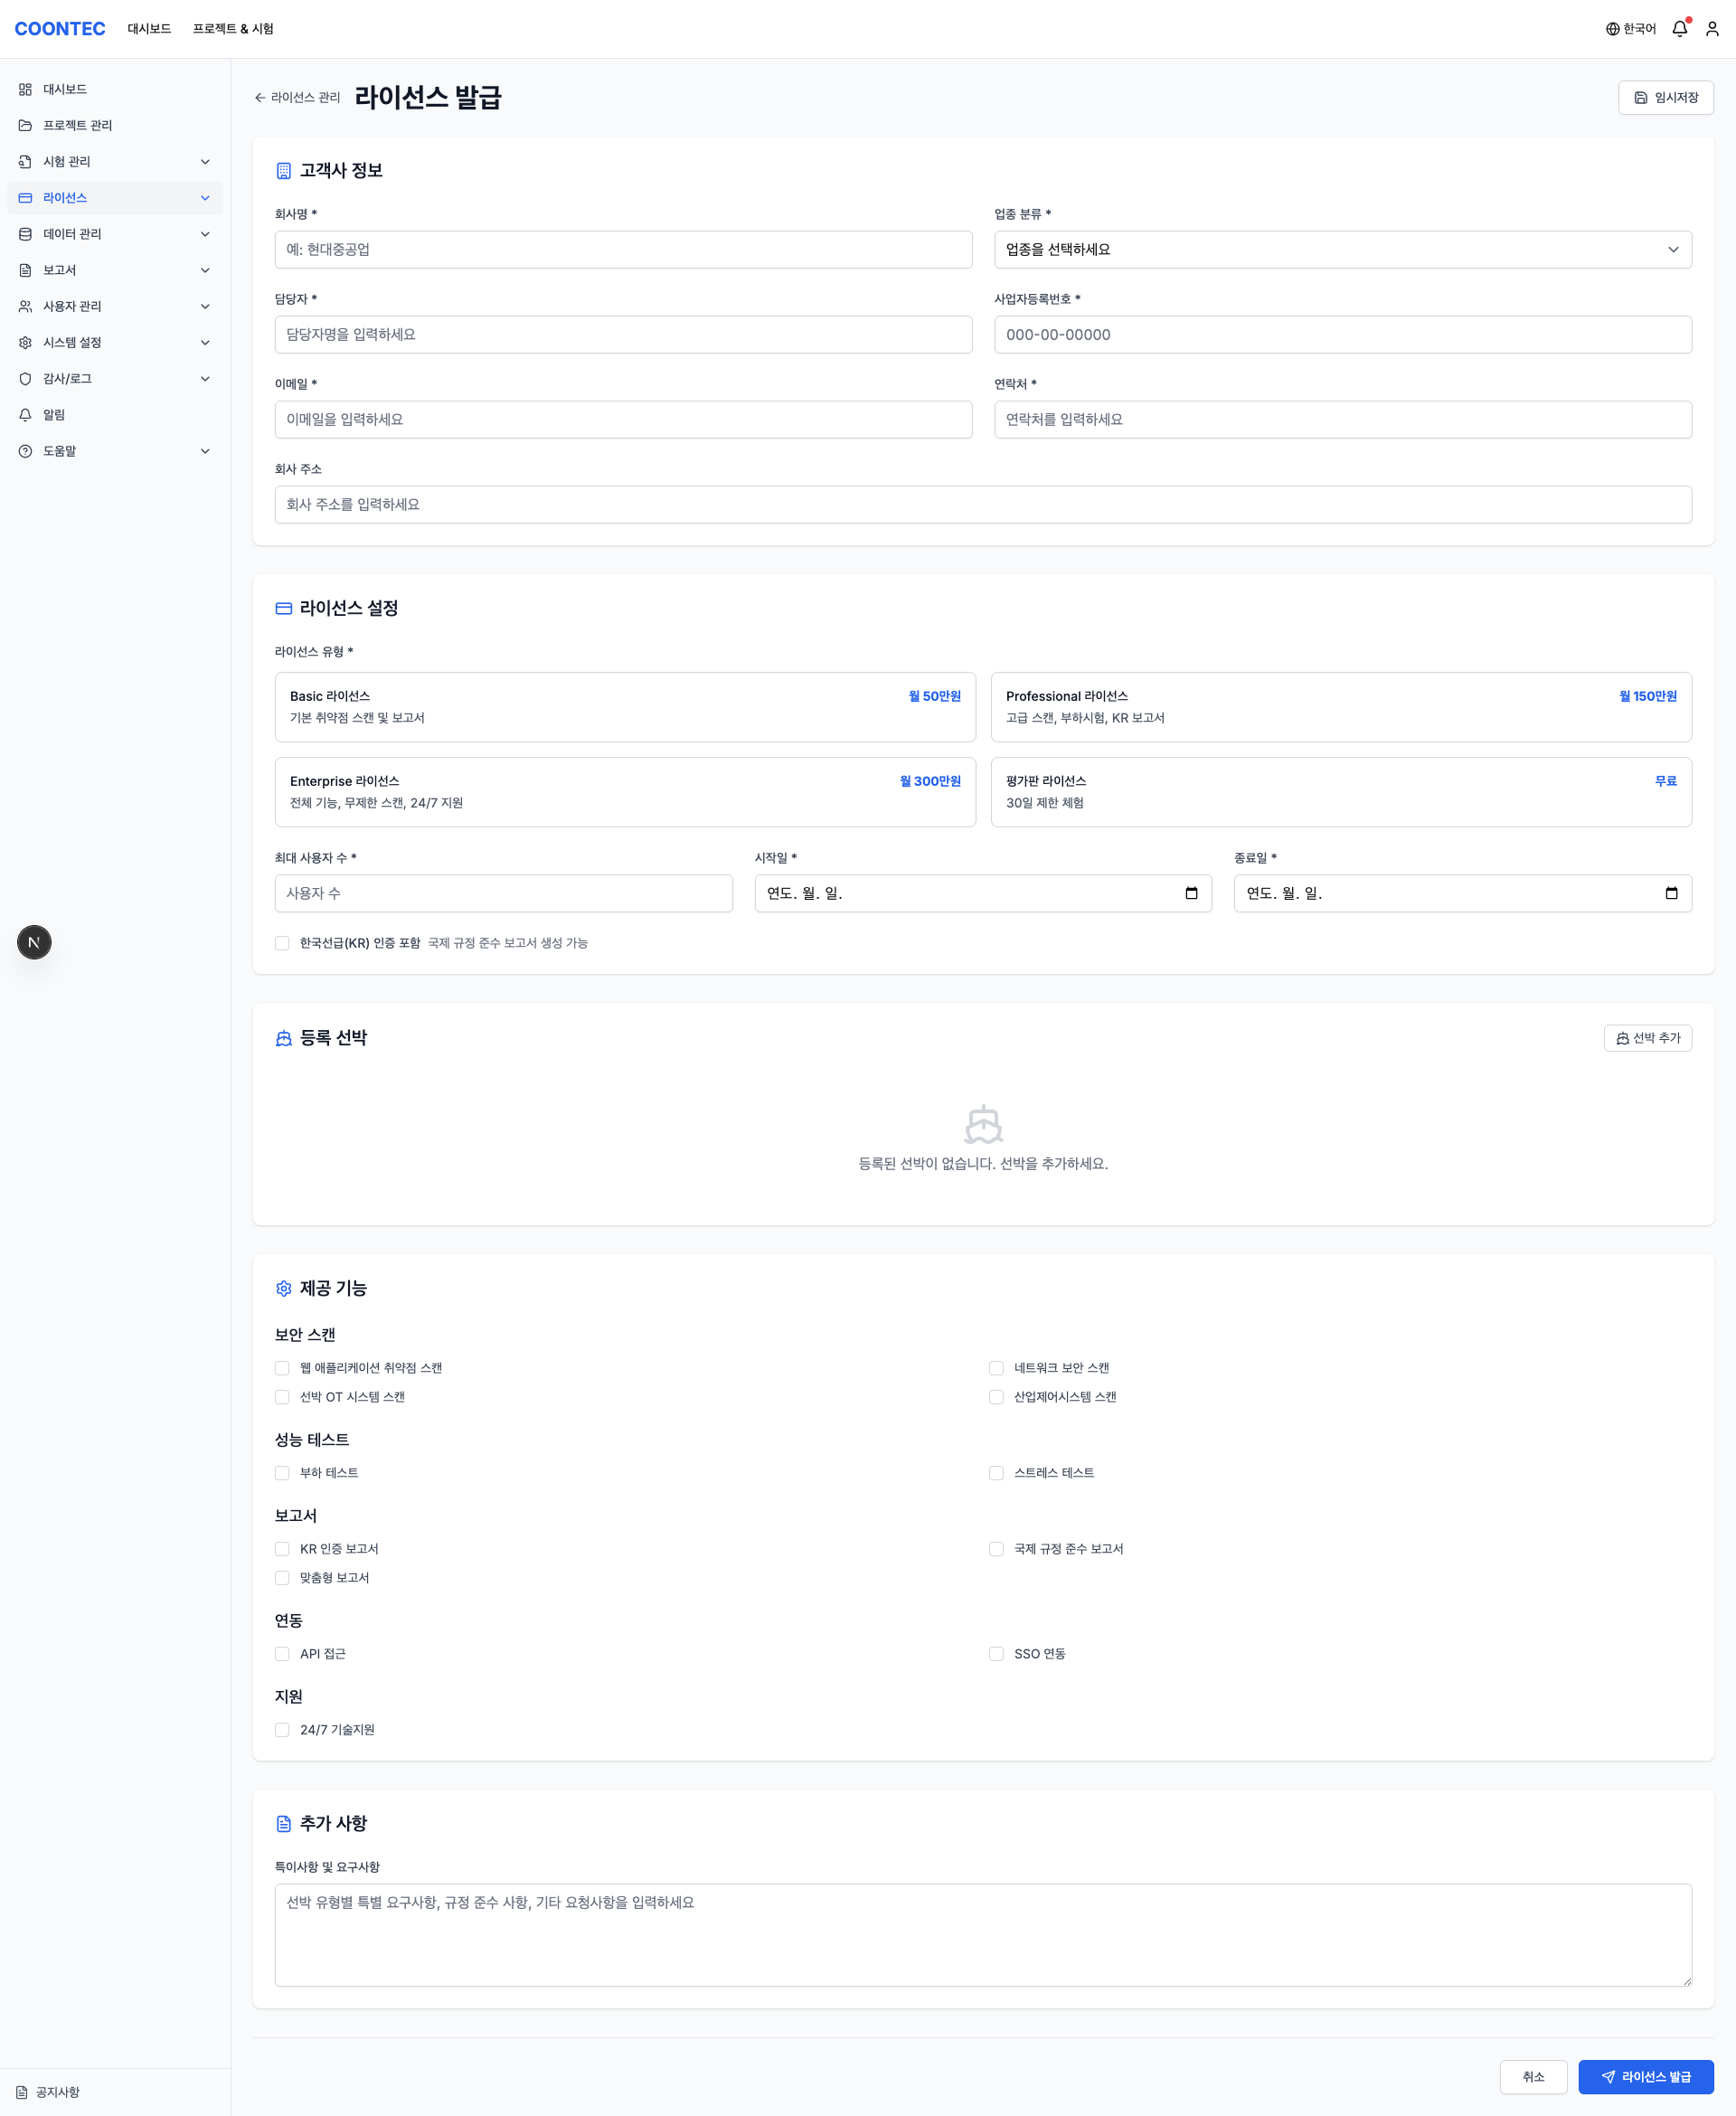 COONTEC 대시보드 프로젝트 & 시험 한국어
대시보드
프로젝트 관리
시험 관리
라이선스
데이터 관리
보고서
사용자 관리
시스템 설정
감사/로그
알림
도움말
공지사항
N
라이선스 관리 라이선스 발급 임시저장
고객사 정보
회사명 * 업종 분류 *
예: 현대중공업 업종을 선택하세요
담당자 * 사업자등록번호 *
담당자명을 입력하세요 000-00-00000
이메일 * 연락처 *
이메일을 입력하세요 연락처를 입력하세요
회사 주소
회사 주소를 입력하세요
라이선스 설정
라이선스 유형 *
Basic 라이선스 월 50만원 Professional 라이선스 월 150만원
기본 취약점 스캔 및 보고서 고급 스캔, 부하시험, KR 보고서
Enterprise 라이선스 월 300만원 평가판 라이선스 무료
전체 기능, 무제한 스캔, 24/7 지원 30일 제한 체험
최대 사용자 수 * 시작일 * 종료일 *
사용자 수 연도. 월. 일. 연도. 월. 일.
한국선급(KR) 인증 포함 국제 규정 준수 보고서 생성 가능
등록 선박 선박 추가
등록된 선박이 없습니다. 선박을 추가하세요.
제공 기능
보안 스캔
웹 애플리케이션 취약점 스캔 네트워크 보안 스캔
선박 OT 시스템 스캔 산업제어시스템 스캔
성능 테스트
부하 테스트 스트레스 테스트
보고서
KR 인증 보고서 국제 규정 준수 보고서
맞춤형 보고서
연동
API 접근 SSO 연동
지원
24/7 기술지원
추가 사항
특이사항 및 요구사항
선박 유형별 특별 요구사항, 규정 준수 사항, 기타 요청사항을 입력하세요
취소 라이선스 발급